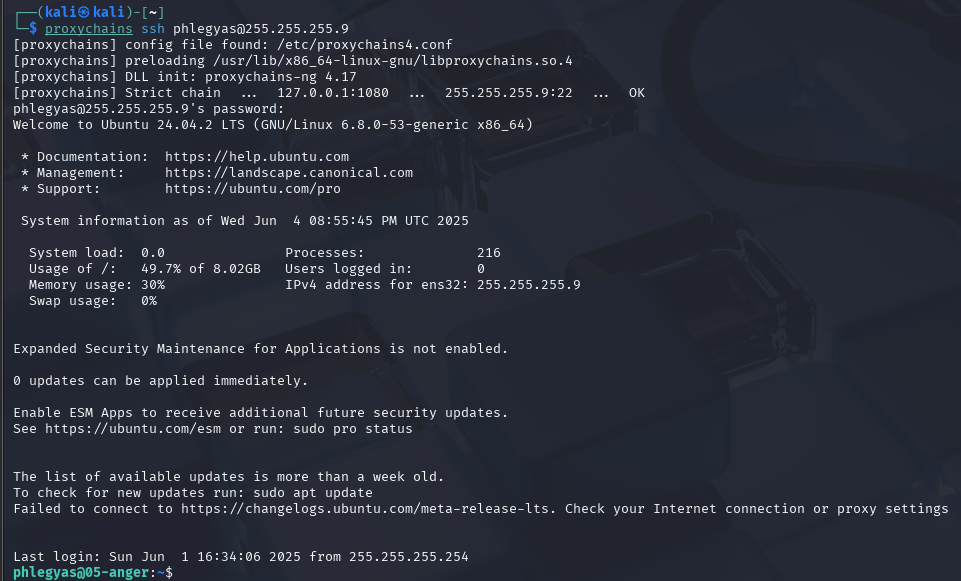 ┌──(kali㉿kali)-[~]
└─$ proxychains ssh phlegyas@255.255.255.9
[proxychains] config file found: /etc/proxychains4.conf
[proxychains] preloading /usr/lib/x86_64-linux-gnu/libproxychains.so.4
[proxychains] DLL init: proxychains-ng 4.17
[proxychains] Strict chain  ...  127.0.0.1:1080  ...  255.255.255.9:22  ...  OK
phlegyas@255.255.255.9's password:
Welcome to Ubuntu 24.04.2 LTS (GNU/Linux 6.8.0-53-generic x86_64)

 * Documentation:  https://help.ubuntu.com
 * Management:     https://landscape.canonical.com
 * Support:        https://ubuntu.com/pro

 System information as of Wed Jun  4 08:55:45 PM UTC 2025

  System load:  0.0               Processes:              216
  Usage of /:   49.7% of 8.02GB   Users logged in:        0
  Memory usage: 30%               IPv4 address for ens32: 255.255.255.9
  Swap usage:   0%


Expanded Security Maintenance for Applications is not enabled.

0 updates can be applied immediately.

Enable ESM Apps to receive additional future security updates.
See https://ubuntu.com/esm or run: sudo pro status


The list of available updates is more than a week old.
To check for new updates run: sudo apt update
Failed to connect to https://changelogs.ubuntu.com/meta-release-lts. Check your Internet connection or proxy settings


Last login: Sun Jun  1 16:34:06 2025 from 255.255.255.254
phlegyas@05-anger:~$